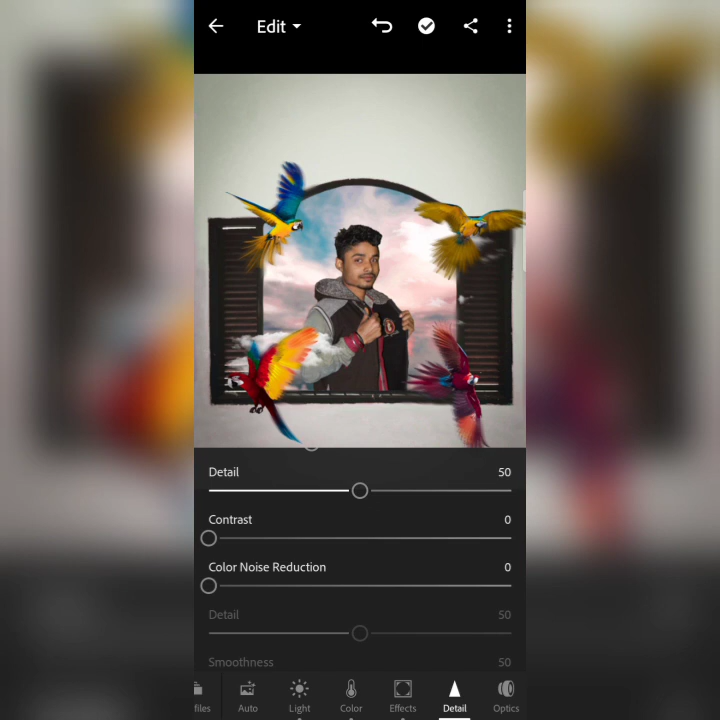 Edit
Detail 50
Contrast 0
Color Noise Reduction 0
Detail 50
Smoothness 50
files Auto Light Color Effects Detail Optics